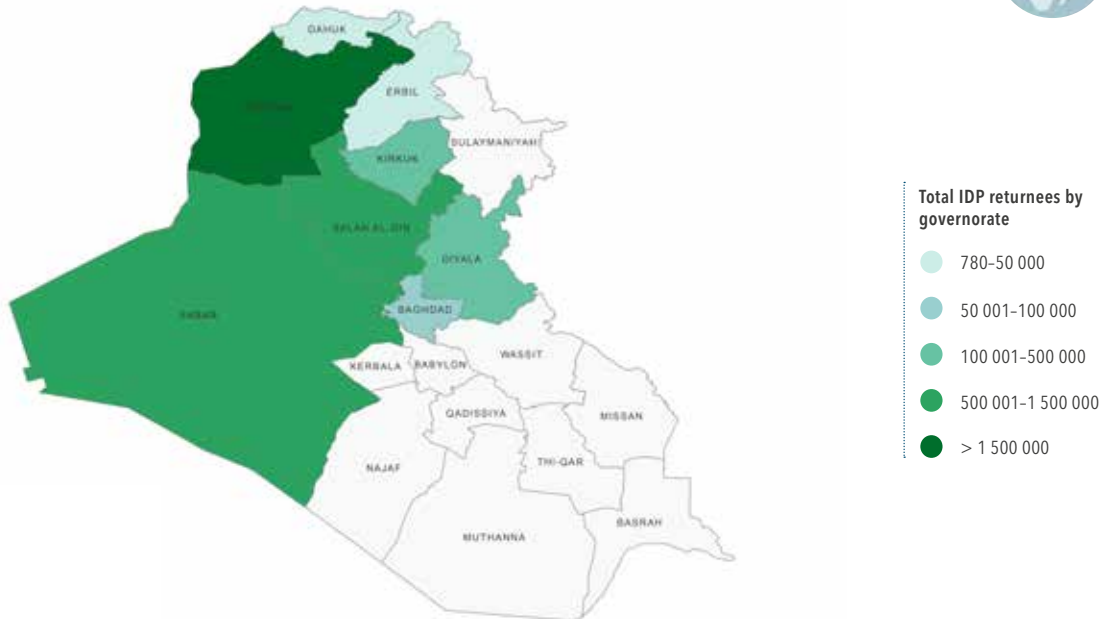 DAHUK
ERBIL
SULAYMANIYAH
KIRKUK
SALAH AL-DIN
DIYALA
BAGHDAD
ANBAR
WASSIT
KERBALA
BABYLON
QADISSIYA
MISSAN
NAJAF
THI-QAR
BASRAH
MUTHANNA
Total IDP returnees by
governorate
780–50 000
50 001–100 000
100 001–500 000
500 001–1 500 000
> 1 500 000